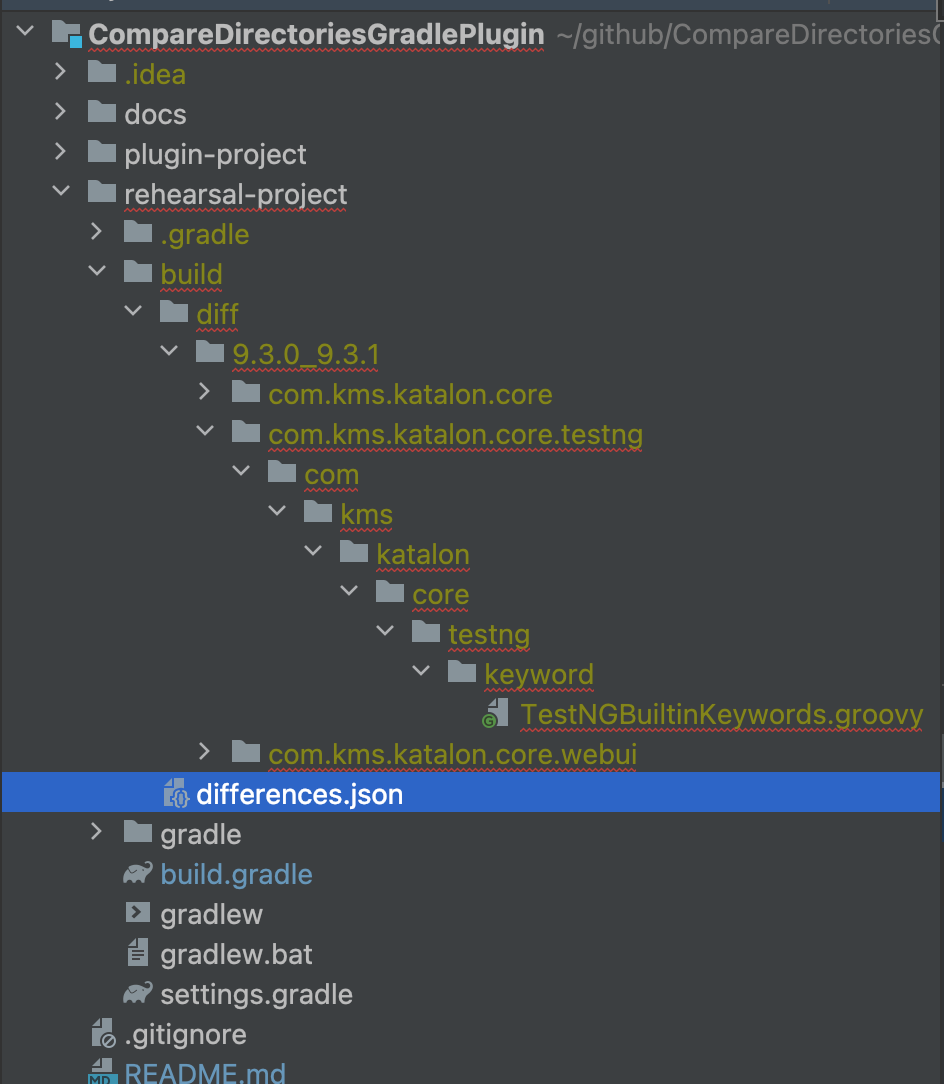 CompareDirectoriesGradlePlugin ~/github/CompareDirectories
.idea
docs
plugin-project
rehearsal-project
.gradle
build
diff
9.3.0_9.3.1
com.kms.katalon.core
com.kms.katalon.core.testng
com
kms
katalon
core
testng
keyword
TestNGBuiltinKeywords.groovy
com.kms.katalon.core.webui
differences.json
gradle
build.gradle
gradlew
gradlew.bat
settings.gradle
.gitignore
README.md